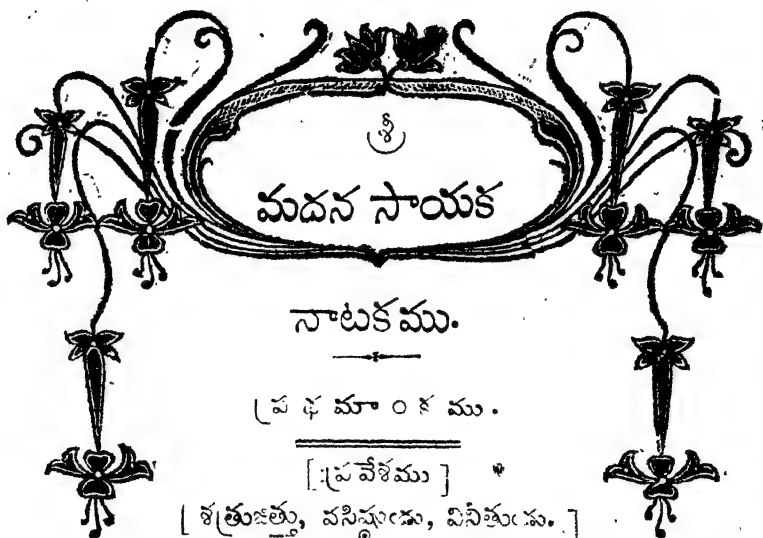 శ్రీ
మదన సాయక
నాటకము.
ప్రథమాంకము.
[ ప్రవేశము ]
[ శత్రుజిత్తు, వసిష్ఠుఁడు, వినీతుఁడు. ]